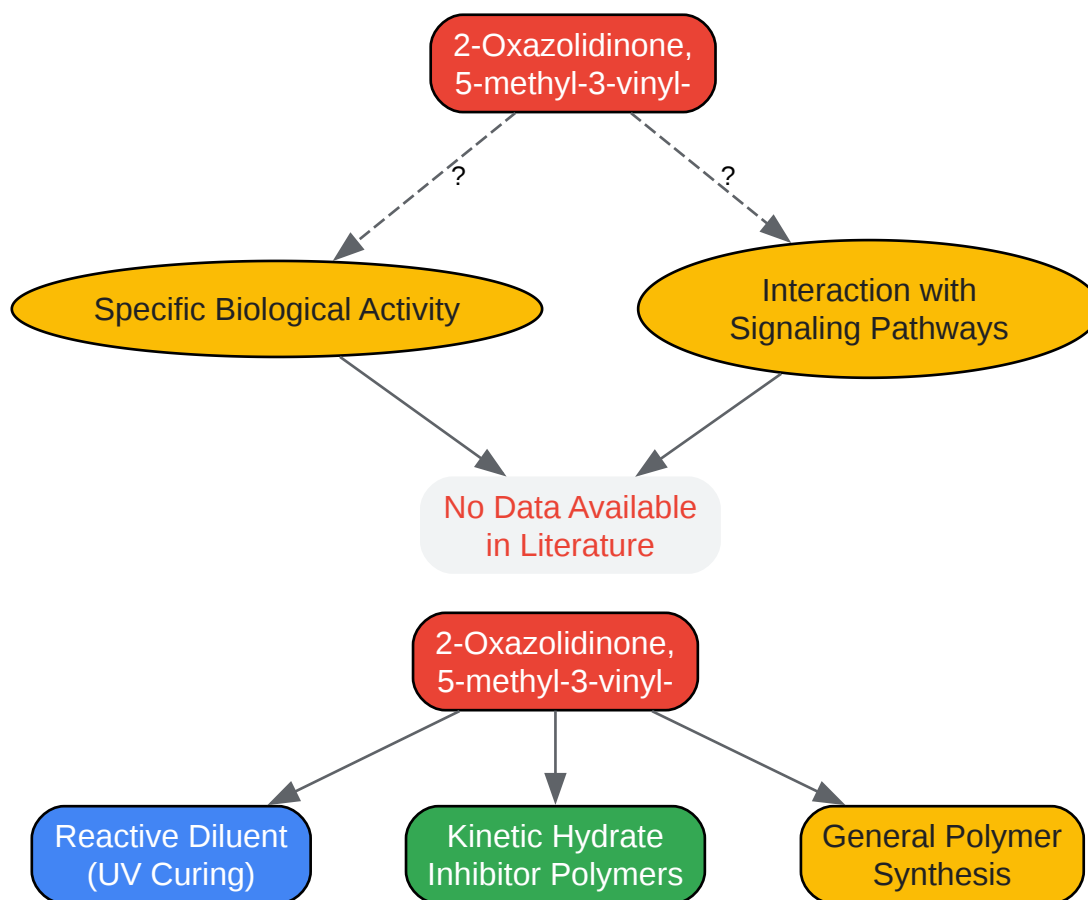 2-Oxazolidinone,
5-methyl-3-vinyl-
?
?
Specific Biological Activity
Interaction with
Signaling Pathways
No Data Available
in Literature
2-Oxazolidinone,
5-methyl-3-vinyl-
Reactive Diluent
(UV Curing)
Kinetic Hydrate
Inhibitor Polymers
General Polymer
Synthesis